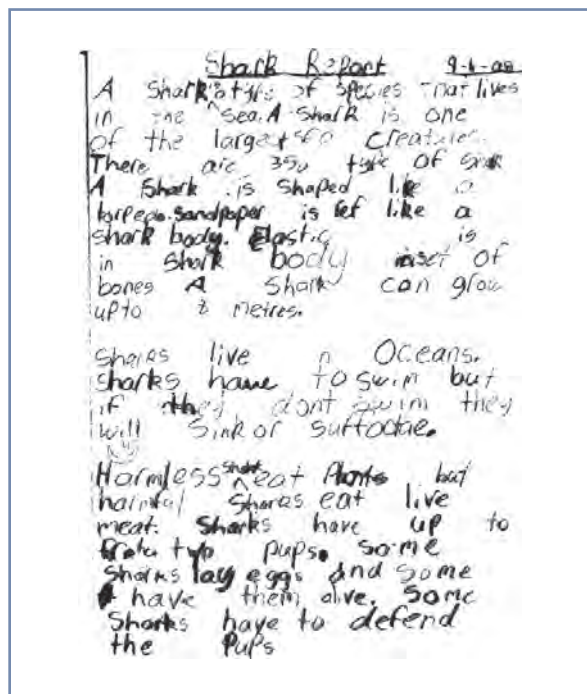 Shark Report 9-6-08
A Shark is a type of species that lives
in the sea. A Shark is one
of the largest sea creatures.
There are 350 type of
A Shark is shaped like a
torpedo. sandpaper is like a
shark body. Elastic is
in shark body inset of
bones A shark can grow
up to 8 metres.
sharks live in Oceans.
sharks have to swim but
if they dont swim they
will sink or
Harmless shark eat Plants but
harmful sharks eat live
meat. Sharks have up to
two pups. some
sharks lay eggs and some
have them alive. Some
Sharks have to defend
the Pups